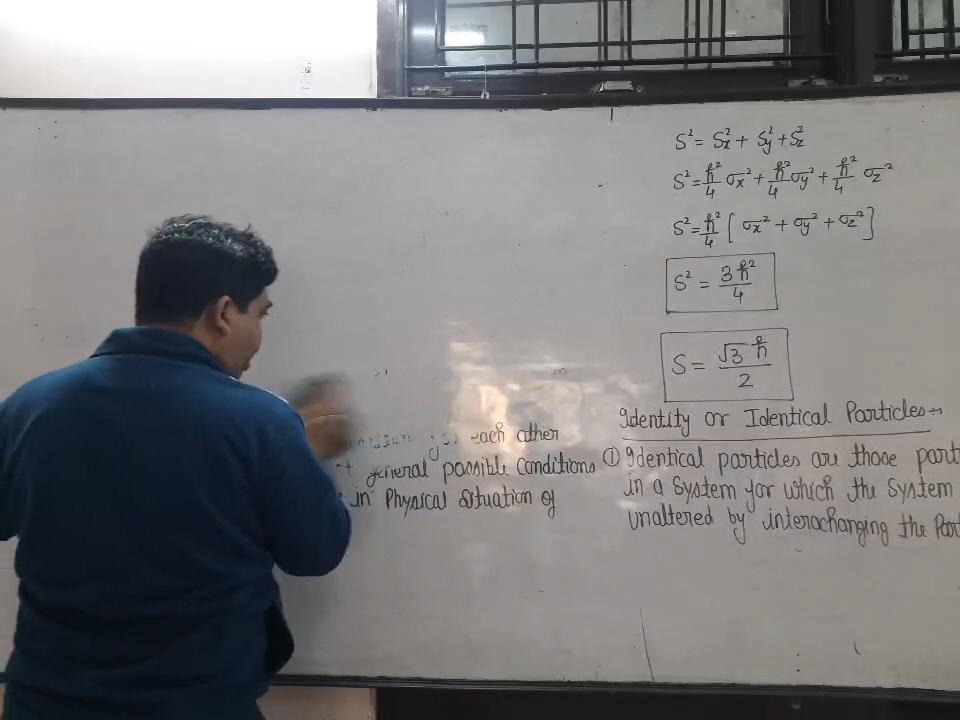 S² = Sx² + Sy² + Sz²
S² = ℏ²/4 σx² + ℏ²/4 σy² + ℏ²/4 σz²
S² = ℏ²/4 [ σx² + σy² + σz² ]
S² = 3ℏ²/4
S = √3 ℏ/2
each other
general possible conditions
in Physical situation of
Identity or Identical Particles→
① Identical particles are those part
in a System for which the System
unaltered by interachanging the Part